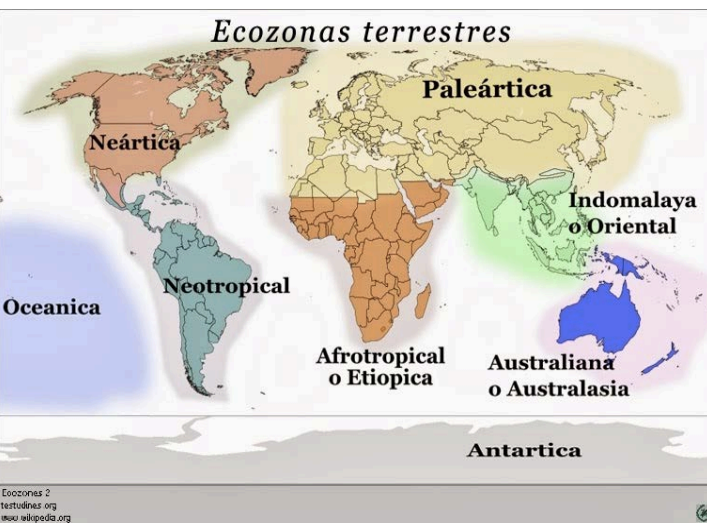 Ecozonas terrestres
Paleártica
Neártica
Indomalaya
o Oriental
Neotropical
Oceanica
Afrotropical
o Etiopica
Australiana
o Australasia
Antartica
Ecozones 2
testudines.org
www.wikipedia.org